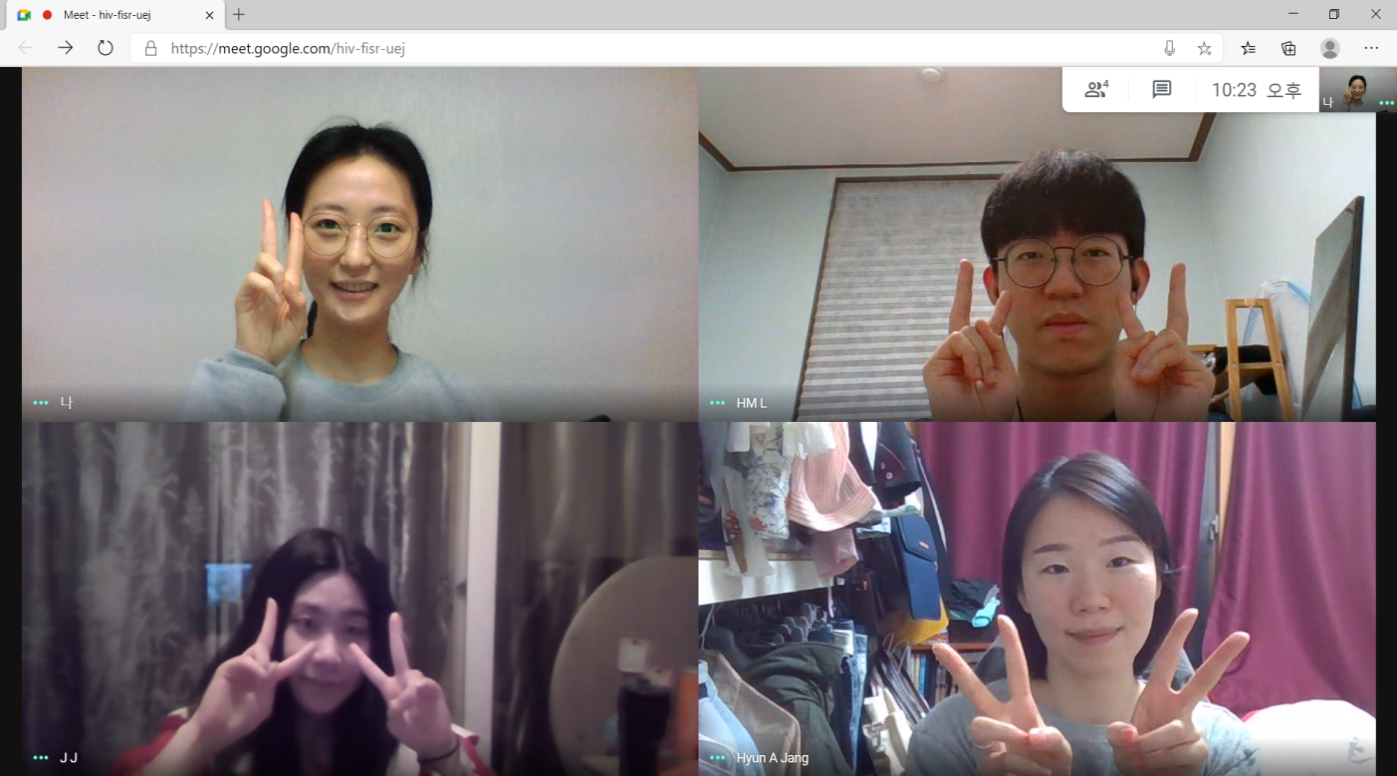 Meet - hiv-fisr-uej
https://meet.google.com/hiv-fisr-uej
4
10:23 오후
나
나
HM L
J J
Hyun A Jang